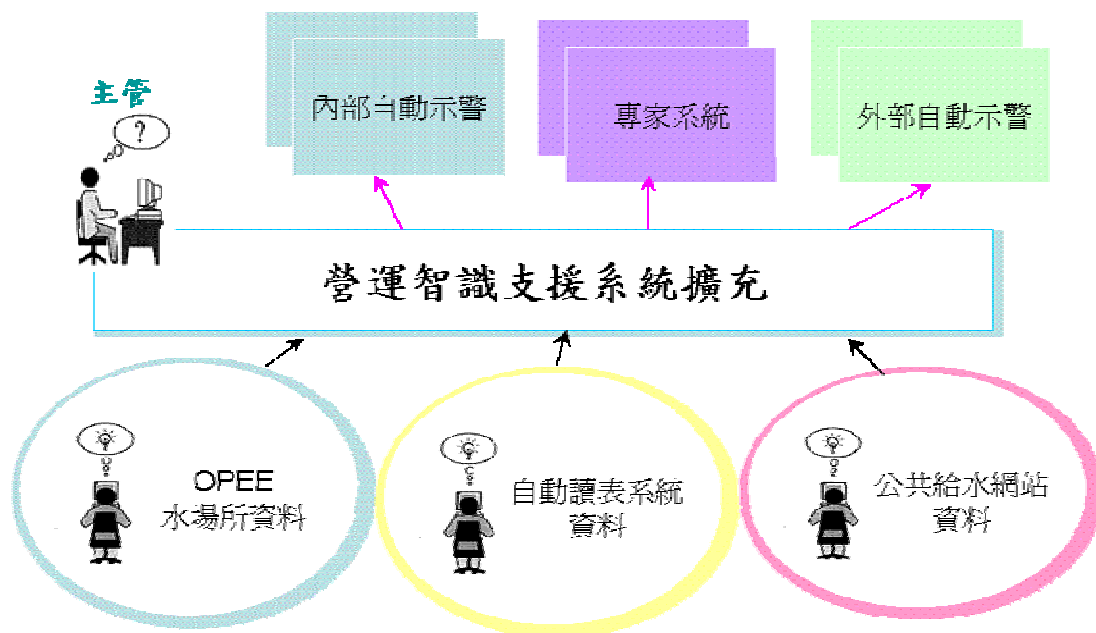 主管
?
內部自動示警
專家系統
外部自動示警
營運智識支援系統擴充
OPEE
水場所資料
自動讀表系統
資料
公共給水網站
資料